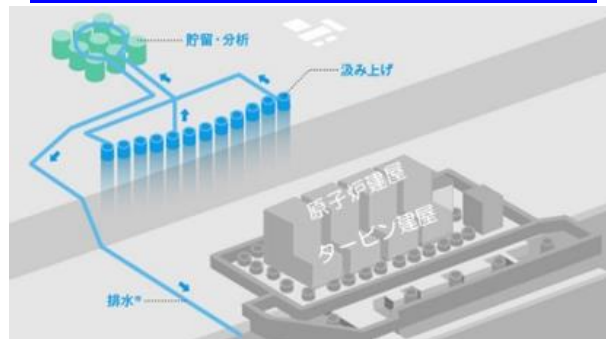 貯留・分析
汲み上げ
原子炉建屋
タービン建屋
排水※